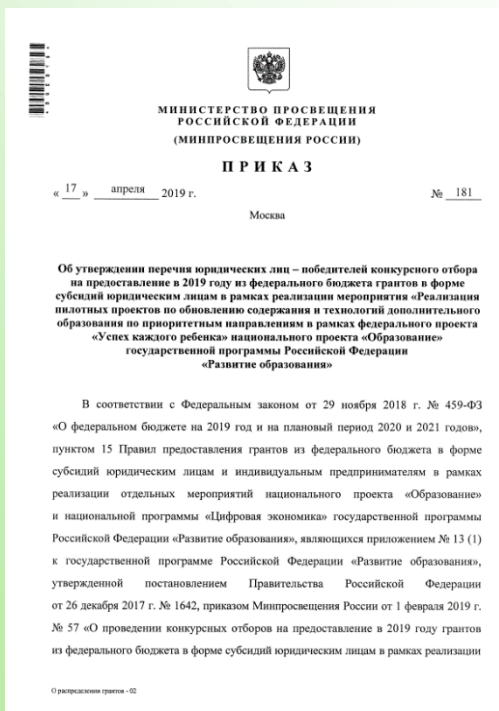 МИНИСТЕРСТВО ПРОСВЕЩЕНИЯ
РОССИЙСКОЙ ФЕДЕРАЦИИ
(МИНПРОСВЕЩЕНИЯ РОССИИ)
ПРИКАЗ
« 17 » апреля 2019 г. № 181
Москва
Об утверждении перечня юридических лиц – победителей конкурсного отбора
на предоставление в 2019 году из федерального бюджета грантов в форме
субсидий юридическим лицам в рамках реализации мероприятия «Реализация
пилотных проектов по обновлению содержания и технологий дополнительного
образования по приоритетным направлениям в рамках федерального проекта
«Успех каждого ребенка» национального проекта «Образование»
государственной программы Российской Федерации
«Развитие образования»
В соответствии с Федеральным законом от 29 ноября 2018 г. № 459-ФЗ
«О федеральном бюджете на 2019 год и на плановый период 2020 и 2021 годов»,
пунктом 15 Правил предоставления грантов из федерального бюджета в форме
субсидий юридическим лицам и индивидуальным предпринимателям в рамках
реализации отдельных мероприятий национального проекта «Образование»
и национальной программы «Цифровая экономика» государственной программы
Российской Федерации «Развитие образования», являющихся приложением № 13 (1)
к государственной программе Российской Федерации «Развитие образования»,
утвержденной постановлением Правительства Российской Федерации
от 26 декабря 2017 г. № 1642, приказом Минпросвещения России от 1 февраля 2019 г.
№ 57 «О проведении конкурсных отборов на предоставление в 2019 году грантов
из федерального бюджета в форме субсидий юридическим лицам в рамках реализации
О распределении грантов - 02